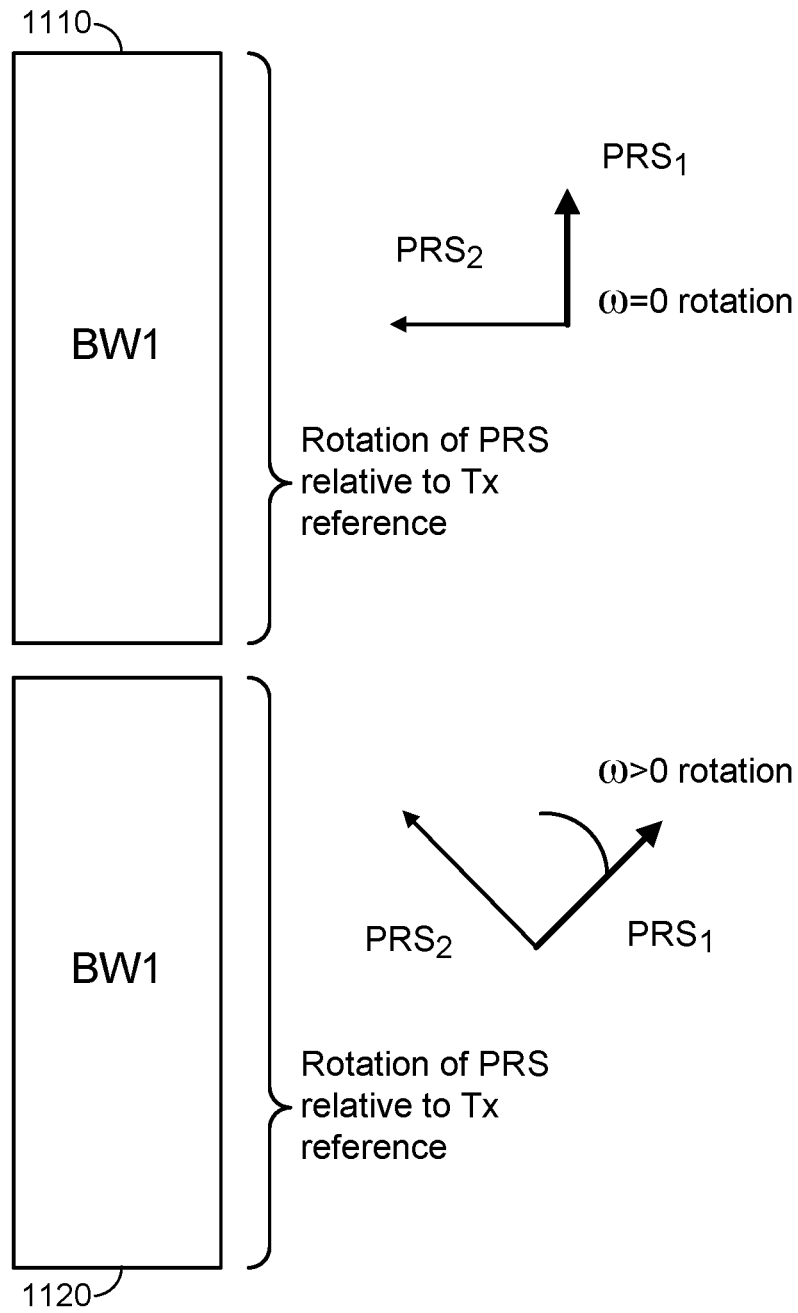 1110
PRS1
PRS2
ω=0 rotation
BW1
Rotation of PRS
relative to Tx
reference
ω>0 rotation
PRS2
PRS1
BW1
Rotation of PRS
relative to Tx
reference
1120